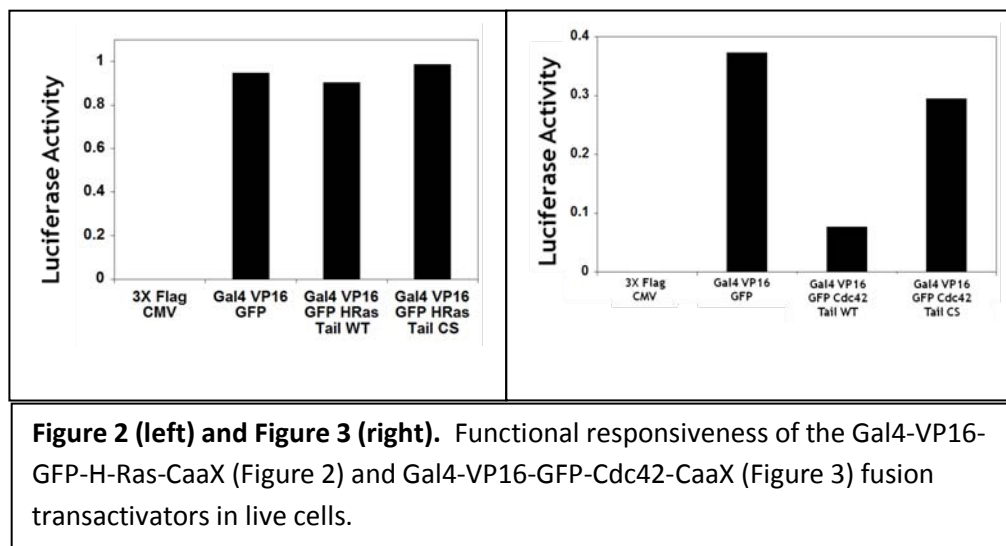 Luciferase Activity
1
0.8
0.6
0.4
0.2
0
3X Flag
CMV
Gal4 VP16
GFP
Gal4 VP16
GFP HRas
Tail WT
Gal4 VP16
GFP HRas
Tail CS
Luciferase Activity
0.4
0.3
0.2
0.1
0
3X Flag
CMV
Gal4 VP16
GFP
Gal4 VP16
GFP Cdc42
Tail WT
Gal4 VP16
GFP Cdc42
Tail CS
Figure 2 (left) and Figure 3 (right). Functional responsiveness of the Gal4-VP16-
GFP-H-Ras-CaaX (Figure 2) and Gal4-VP16-GFP-Cdc42-CaaX (Figure 3) fusion
transactivators in live cells.